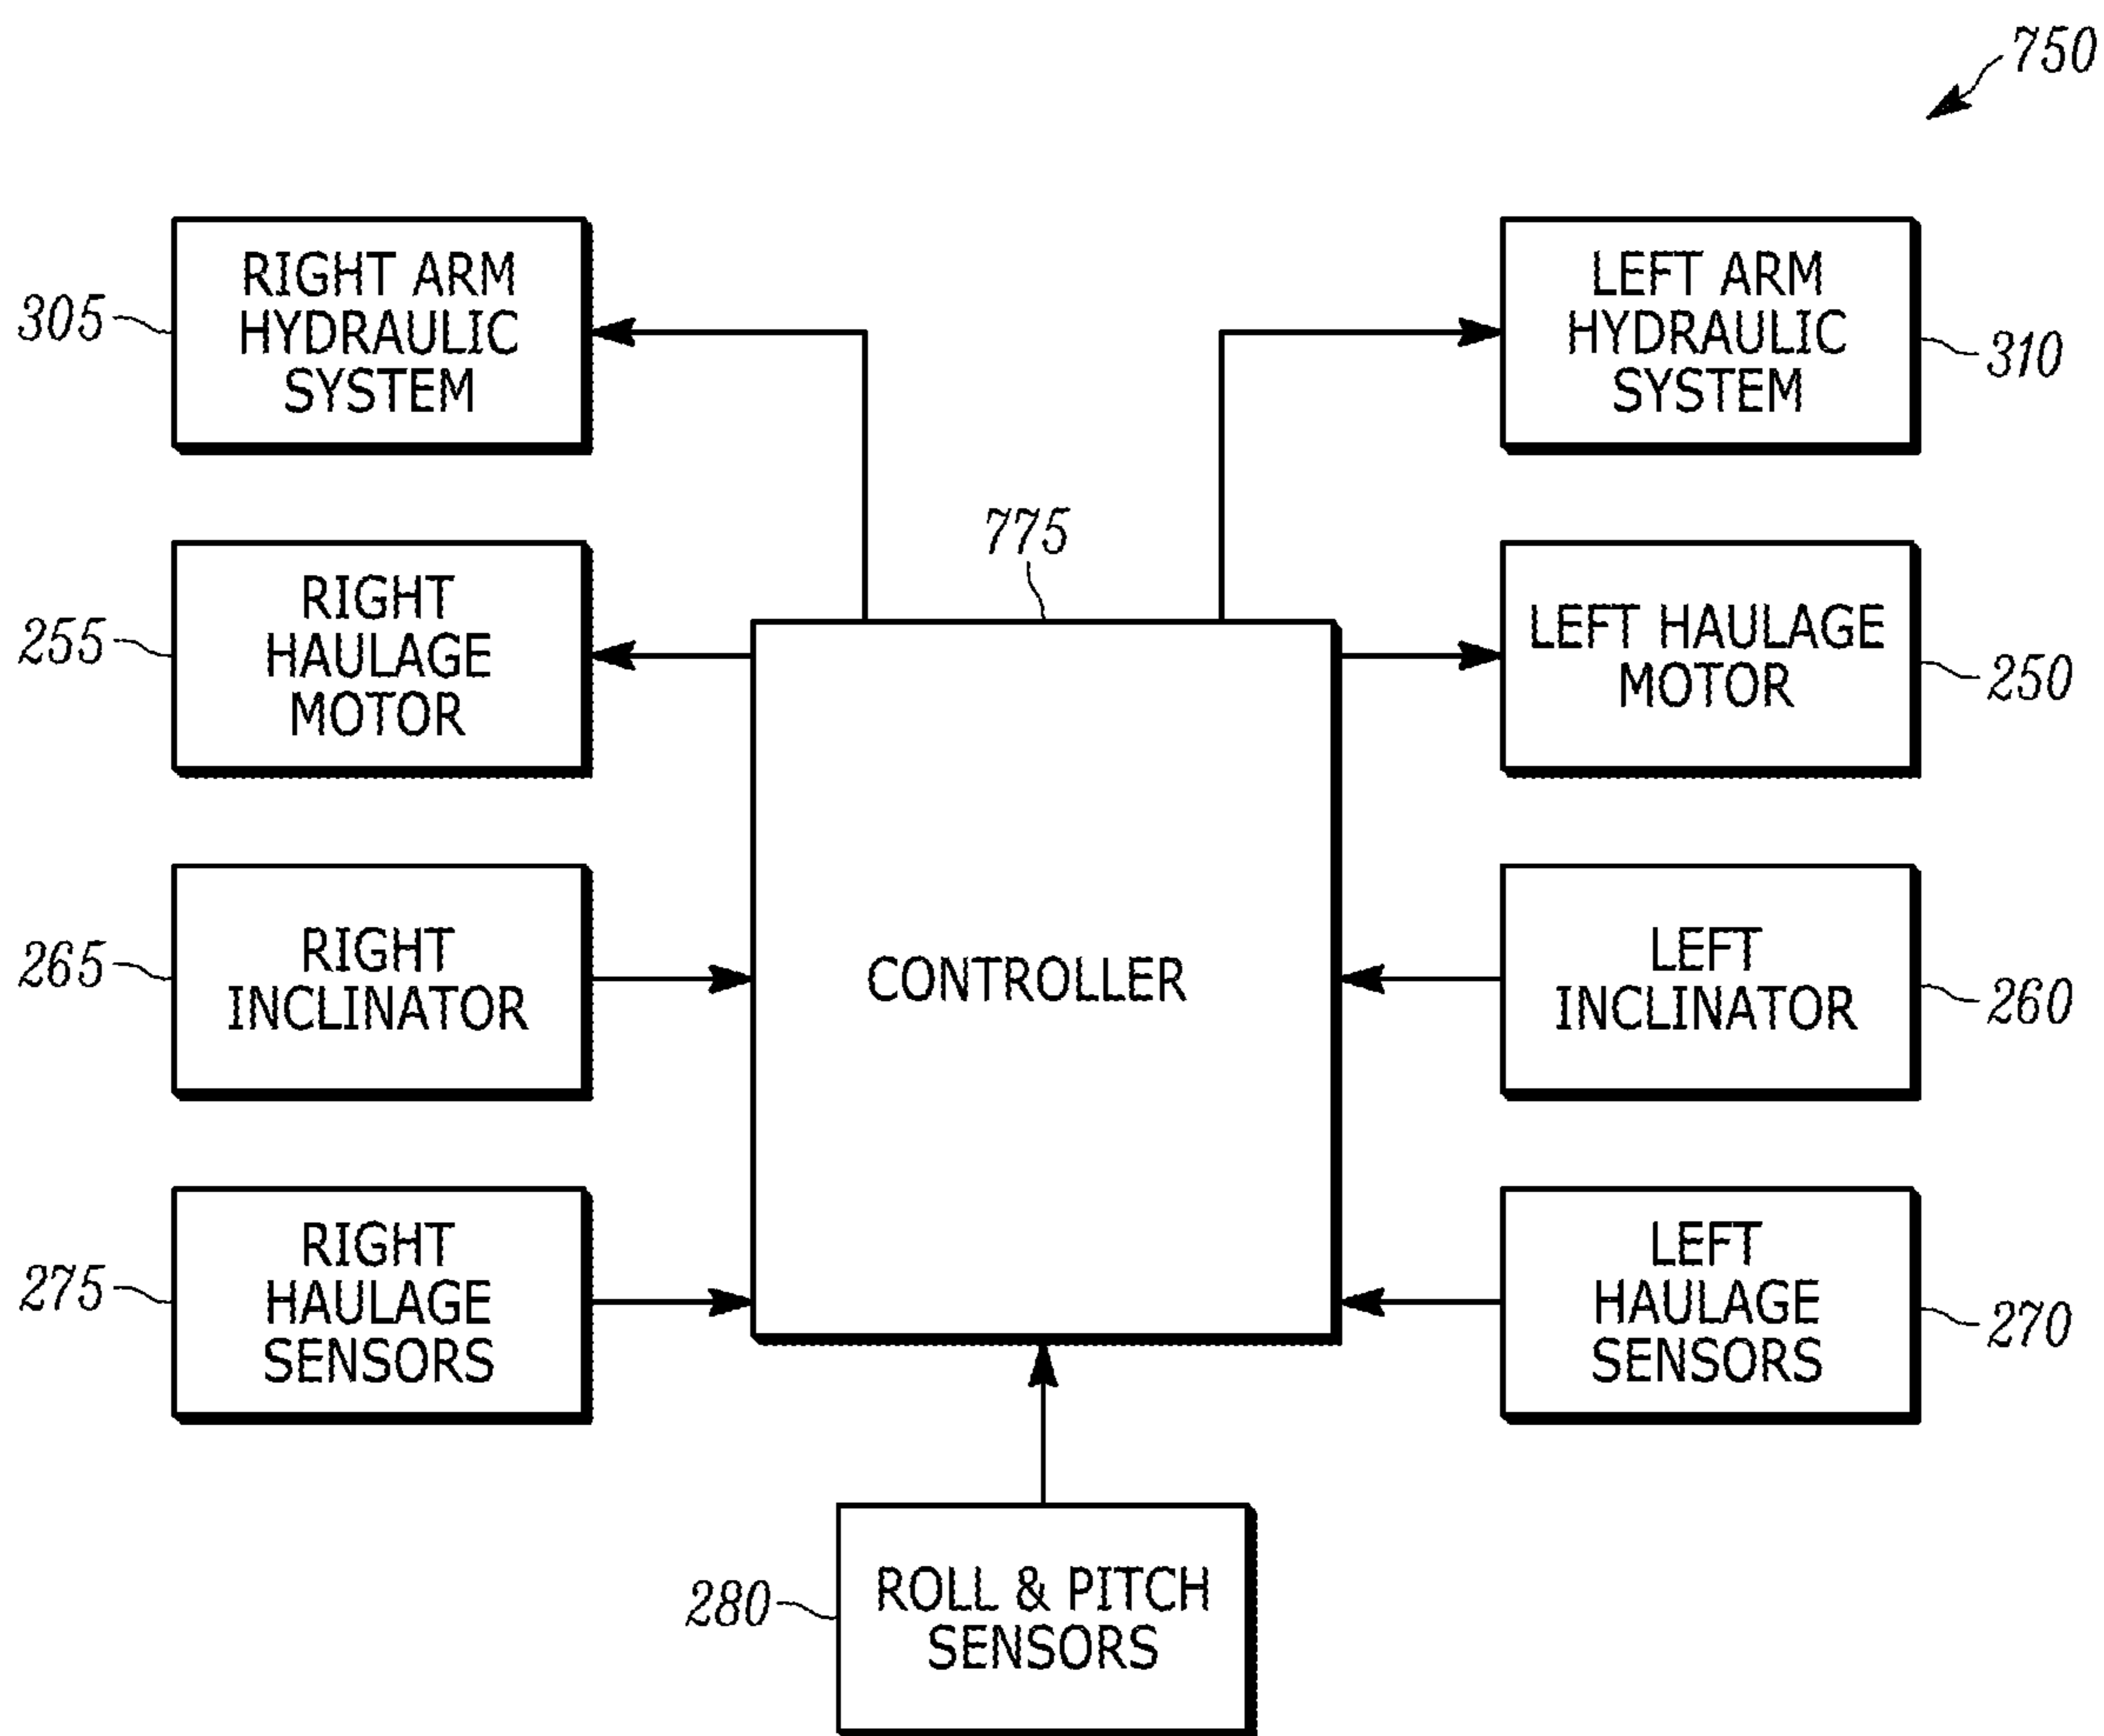 750
RIGHT ARM
HYDRAULIC
SYSTEM
305
LEFT ARM
HYDRAULIC
SYSTEM
310
775
RIGHT
HAULAGE
MOTOR
255
LEFT HAULAGE
MOTOR
250
CONTROLLER
RIGHT
INCLINATOR
265
LEFT
INCLINATOR
260
RIGHT
HAULAGE
SENSORS
275
LEFT
HAULAGE
SENSORS
270
280
ROLL & PITCH
SENSORS